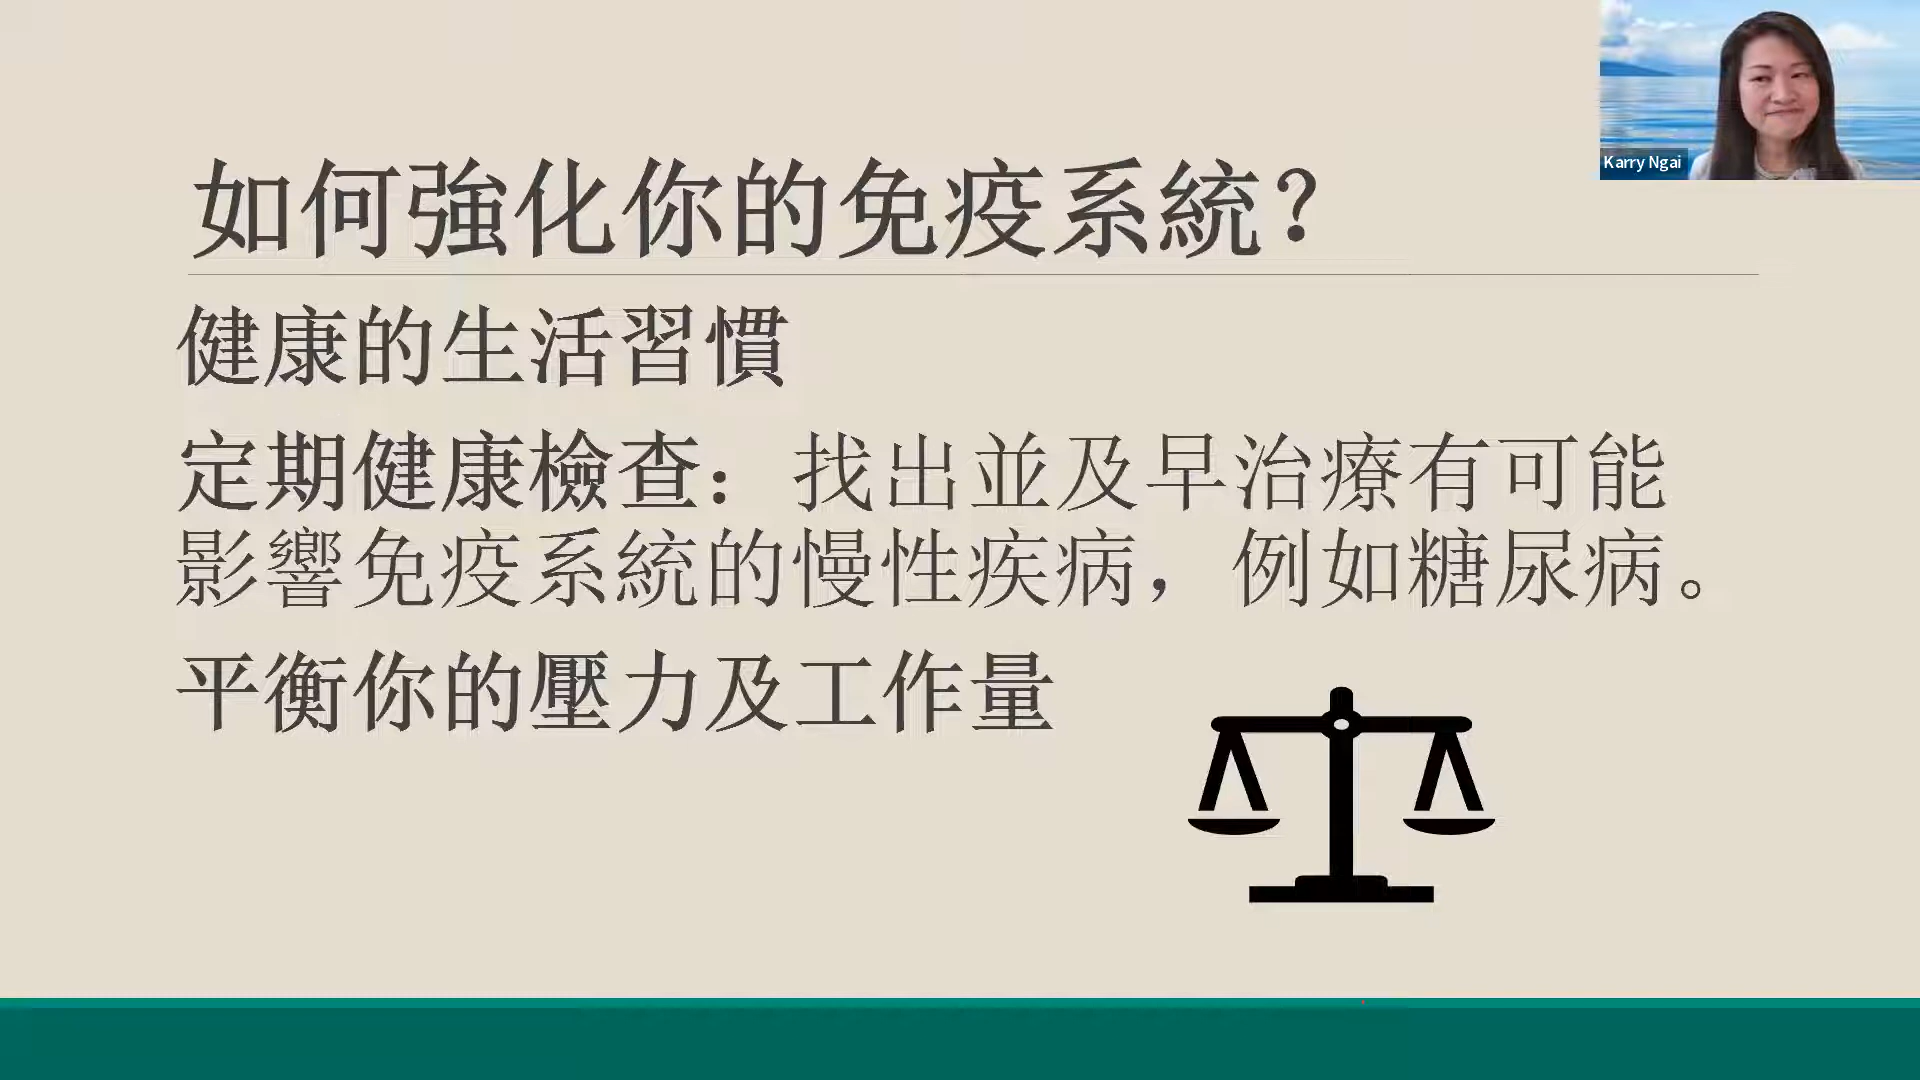 Karry Ngai
如何強化你的免疫系統？
健康的生活習慣
定期健康檢查：找出並及早治療有可能
影響免疫系統的慢性疾病，例如糖尿病。
平衡你的壓力及工作量